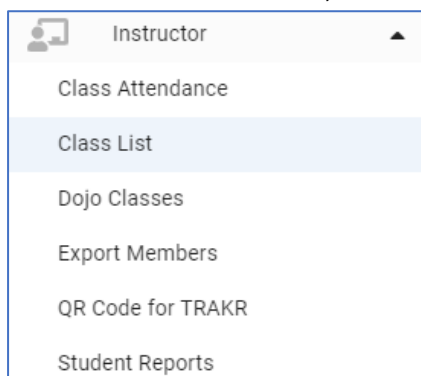 Instructor
Class Attendance
Class List
Dojo Classes
Export Members
QR Code for TRAKR
Student Reports